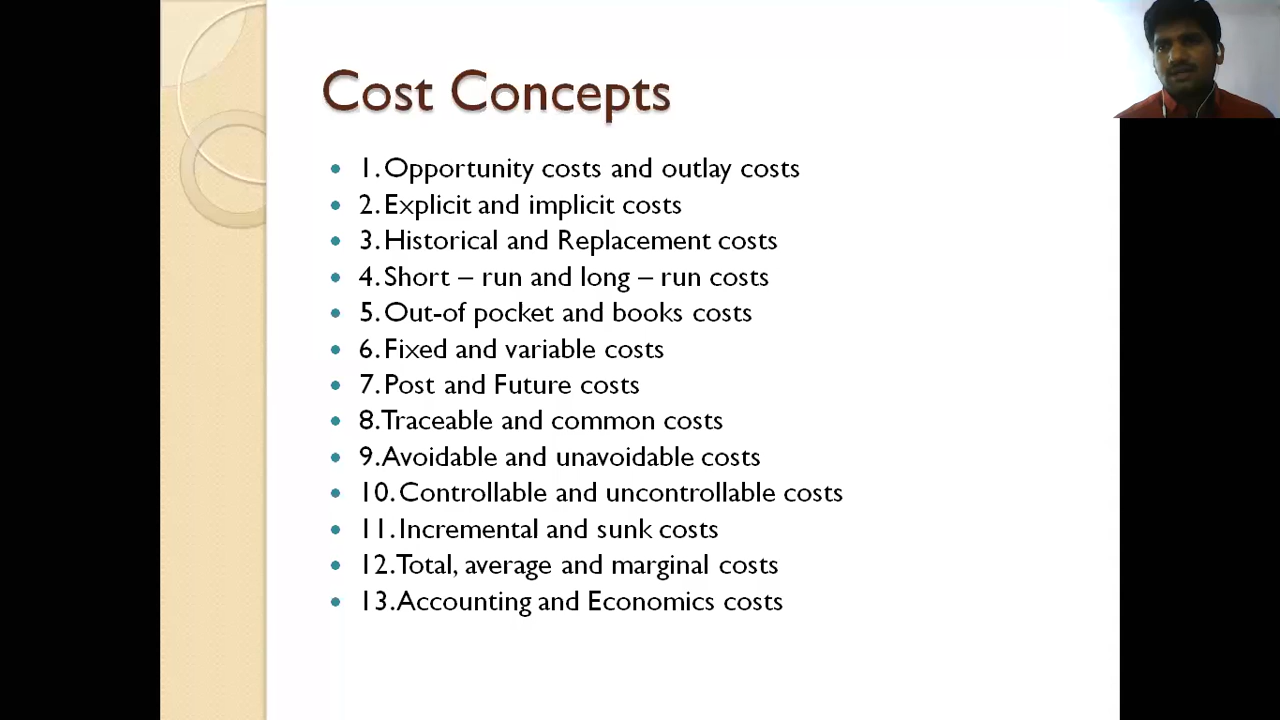 Cost Concepts
1. Opportunity costs and outlay costs
2. Explicit and implicit costs
3. Historical and Replacement costs
4. Short – run and long – run costs
5. Out-of pocket and books costs
6. Fixed and variable costs
7. Post and Future costs
8.Traceable and common costs
9.Avoidable and unavoidable costs
10. Controllable and uncontrollable costs
11. Incremental and sunk costs
12. Total, average and marginal costs
13.Accounting and Economics costs